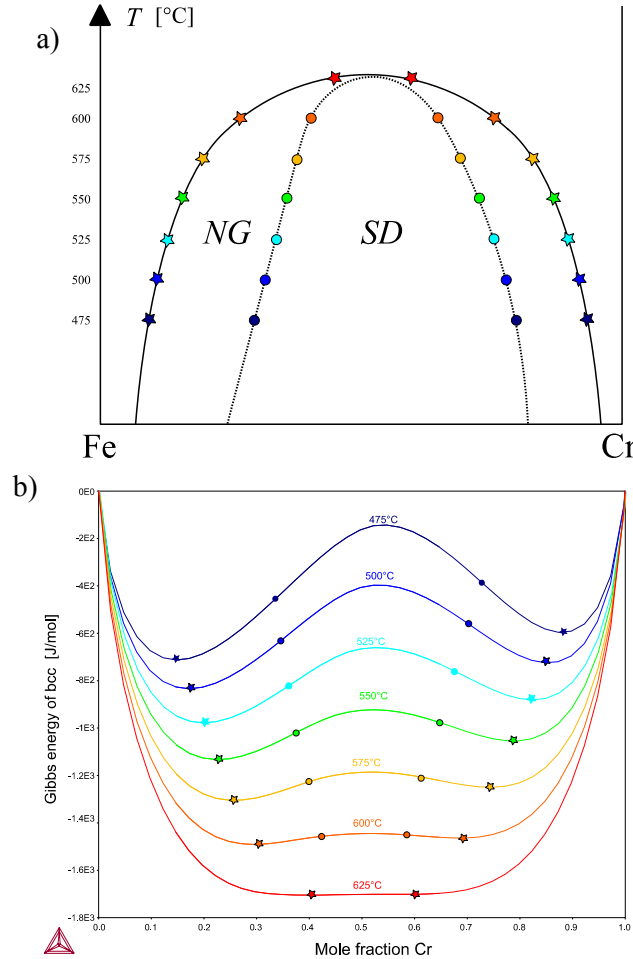 a)
T [°C]
625
600
575
550
525
500
475
NG
SD
Fe
Cr
b)
0E0
-2E2
-4E2
-6E2
-8E2
-1E3
-1.2E3
-1.4E3
-1.6E3
-1.8E3
Gibbs energy of bcc [J/mol]
475°C
500°C
525°C
550°C
575°C
600°C
625°C
0.0 0.1 0.2 0.3 0.4 0.5 0.6 0.7 0.8 0.9 1.0
Mole fraction Cr